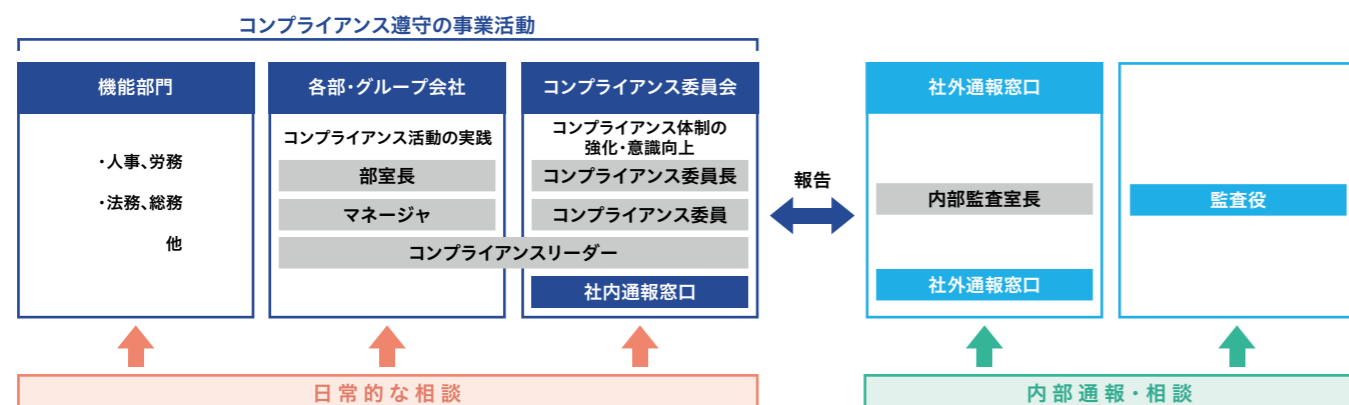 コンプライアンス遵守の事業活動
機能部門
・人事、労務
・法務、総務
他
各部・グループ会社
コンプライアンス活動の実践
部室長
マネージャ
コンプライアンスリーダー
コンプライアンス委員会
コンプライアンス体制の
強化・意識向上
コンプライアンス委員長
コンプライアンス委員
社内通報窓口
報告
社外通報窓口
内部監査室長
社外通報窓口
監査役
日常的な相談
内部通報・相談